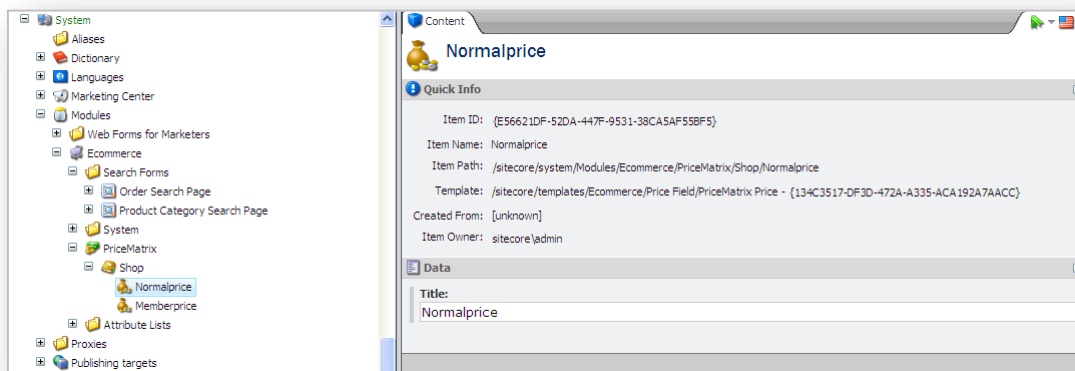 System
Aliases
Dictionary
Languages
Marketing Center
Modules
Web Forms for Marketers
Ecommerce
Search Forms
Order Search Page
Product Category Search Page
System
PriceMatrix
Shop
Normalprice
Memberprice
Attribute Lists
Proxies
Publishing targets
Content
Normalprice
Quick Info
Item ID: {E56621DF-52DA-447F-9531-38CA5AF55BF5}
Item Name: Normalprice
Item Path: /sitecore/system/Modules/Ecommerce/PriceMatrix/Shop/Normalprice
Template: /sitecore/templates/Ecommerce/Price Field/PriceMatrix Price - {134C3517-DF3D-472A-A335-ACA192A7AACC}
Created From: [unknown]
Item Owner: sitecore\admin
Data
Title:
Normalprice